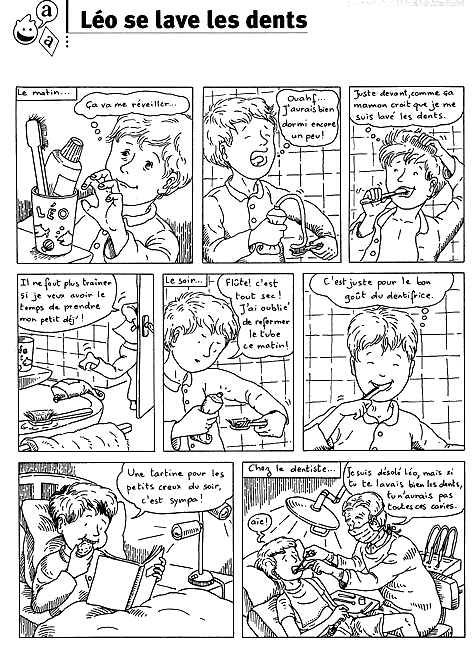 a
a
Léo se lave les dents
Le matin...
Ça va me réveiller...
Ouahf...
J'aurais bien
dormi encore
un peu!
Juste devant, comme ça
maman croit que je me
suis lavé les dents.
LÉO
Il ne faut plus traîner
si je veux avoir le
temps de prendre
mon petit déj'!
Le soir...
Flûte! c'est
tout sec!
J'ai oublié
de refermer
le tube
ce matin!
C'est juste pour le bon
goût du dentifrice.
Une tartine pour les
petits creux du soir,
c'est sympa!
Chez le dentiste...
Je suis désolé Léo, mais si
tu te lavais bien les dents,
tu n'aurais pas
toutes ces caries.
aïe!